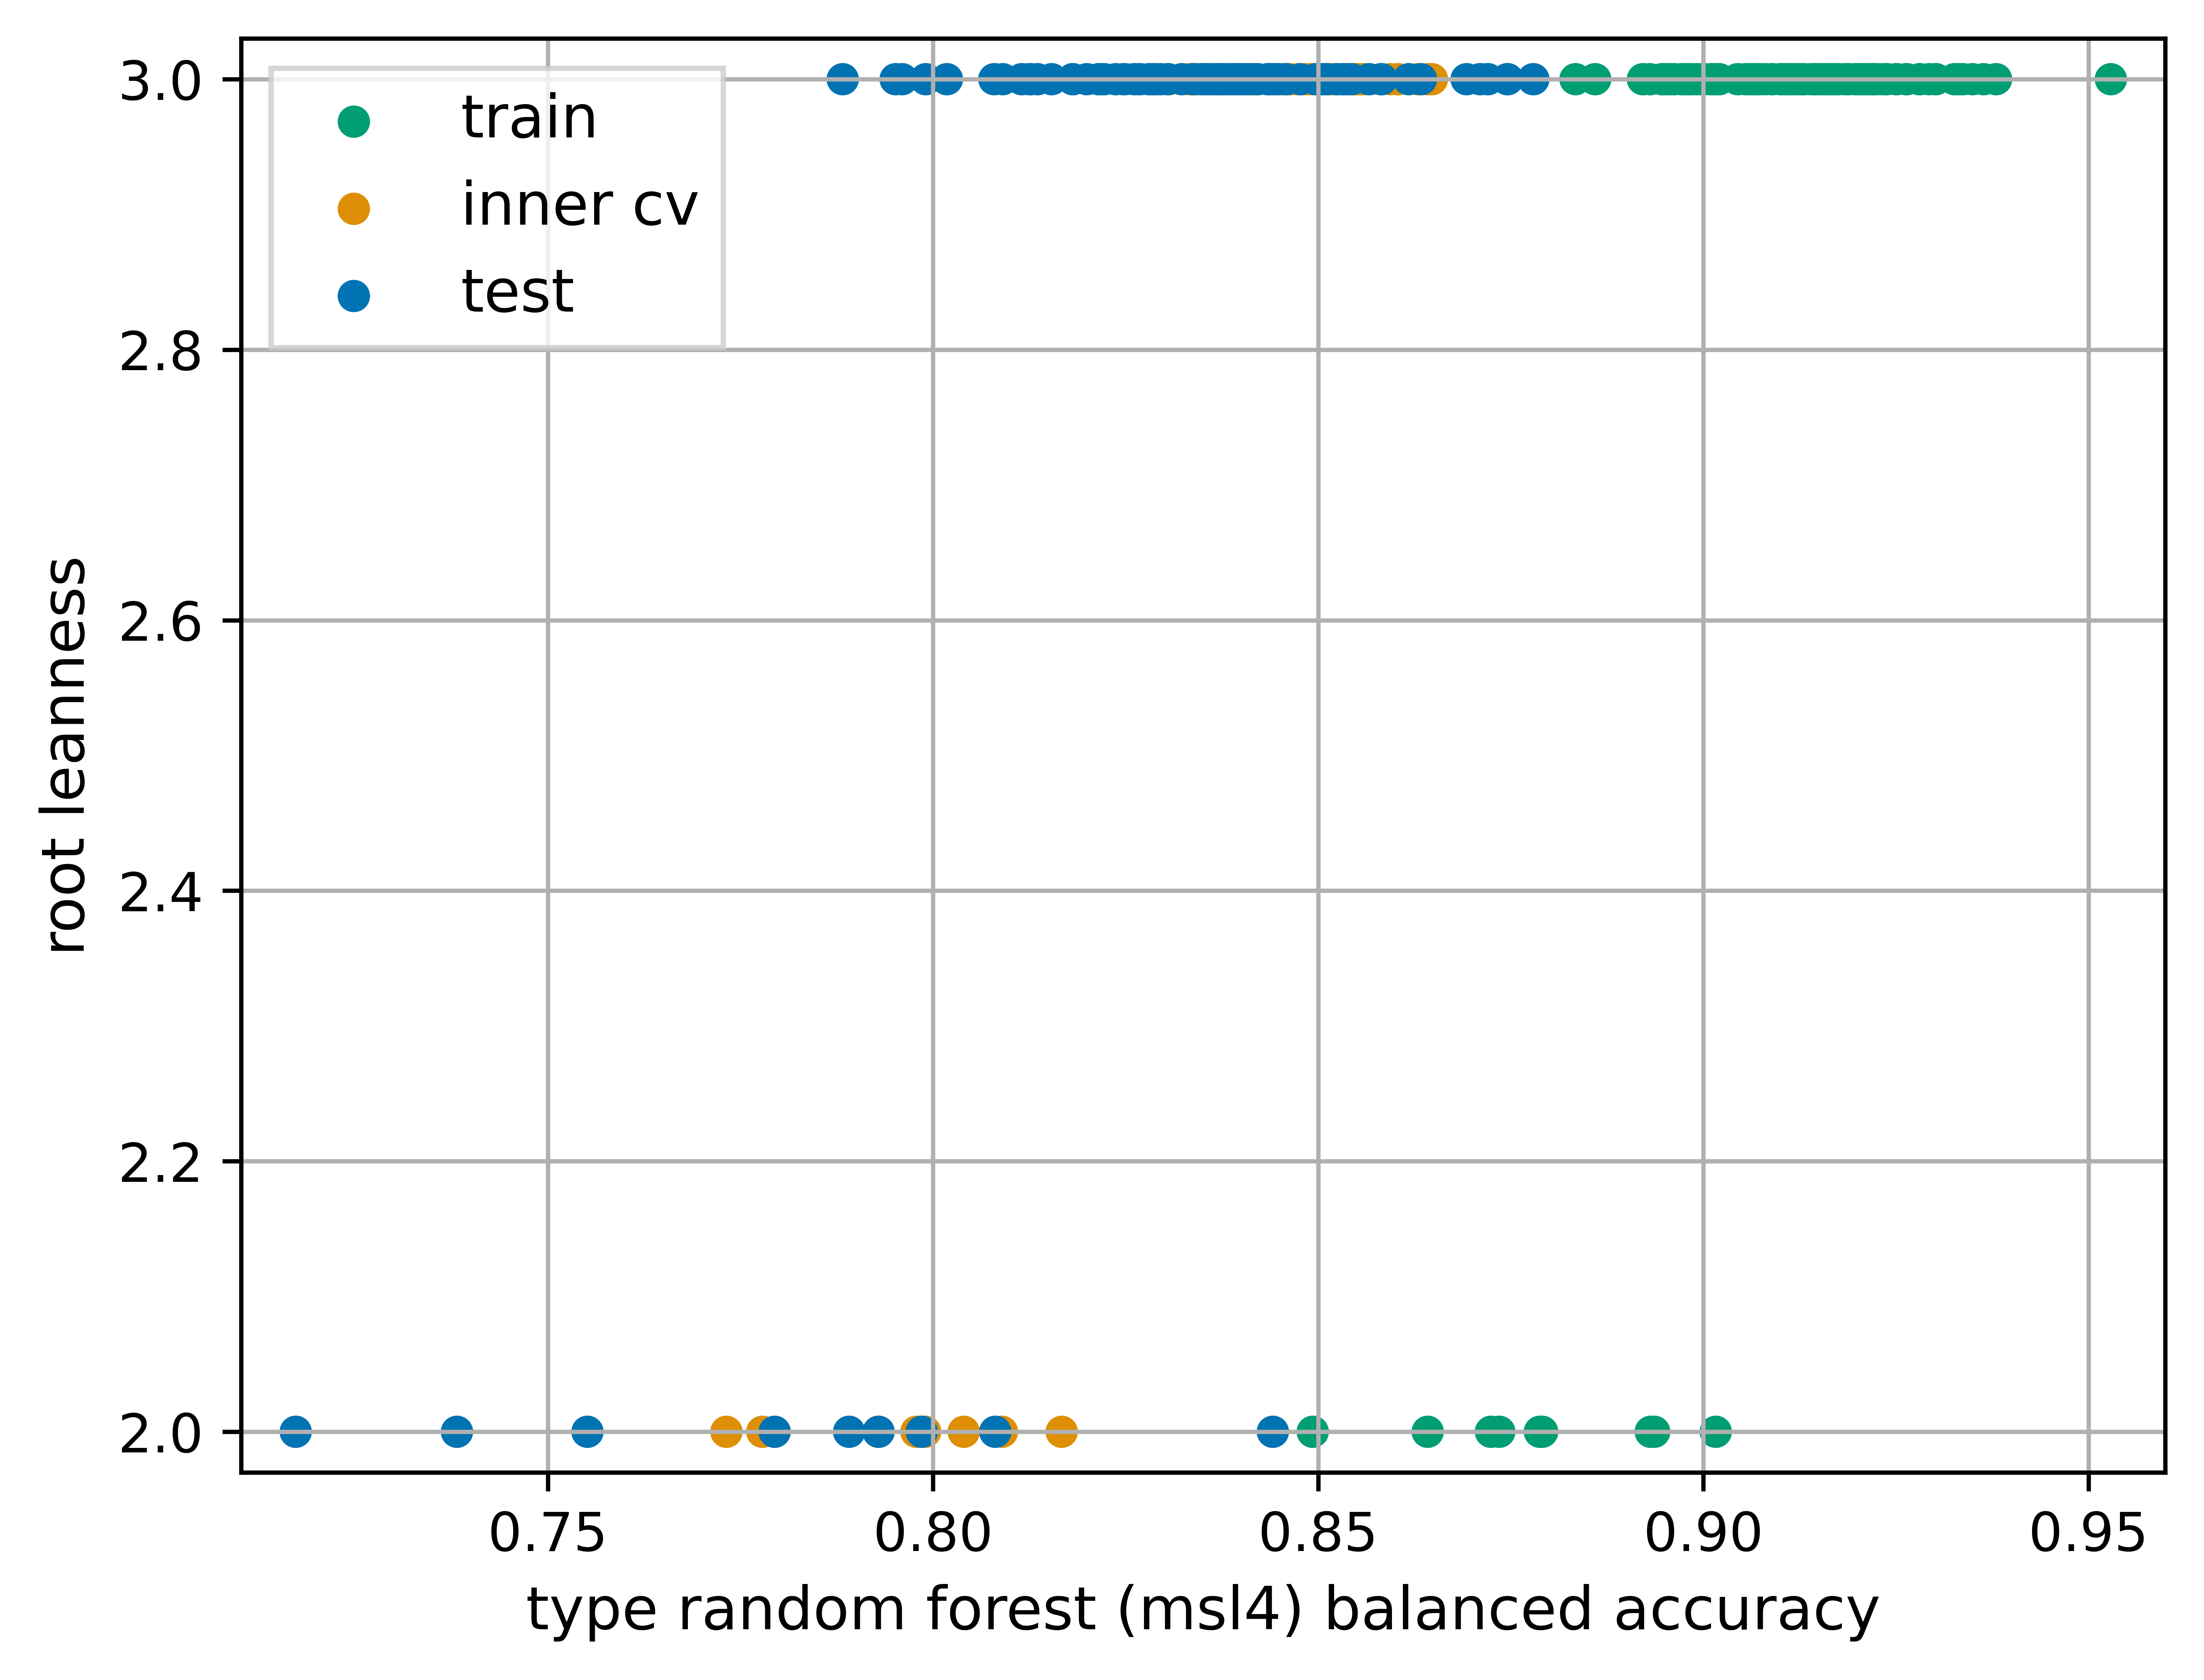 3.0
2.8
2.6
2.4
2.2
2.0
root leanness
train
inner cv
test
0.75 0.80 0.85 0.90 0.95
type random forest (msl4) balanced accuracy